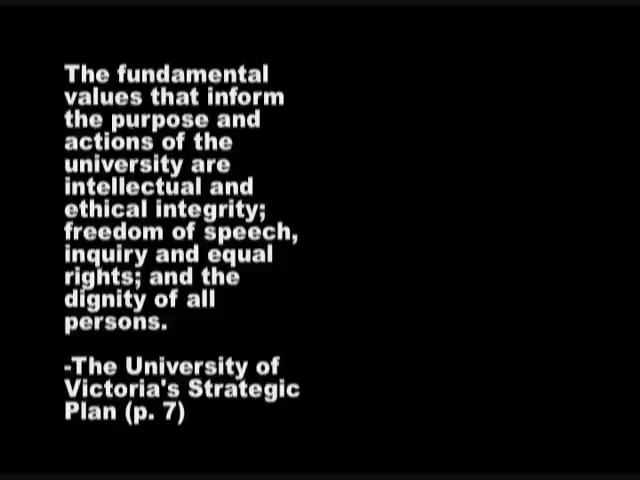 The fundamental
values that inform
the purpose and
actions of the
university are
intellectual and
ethical integrity;
freedom of speech,
inquiry and equal
rights; and the
dignity of all
persons.
-The University of
Victoria's Strategic
Plan (p. 7)